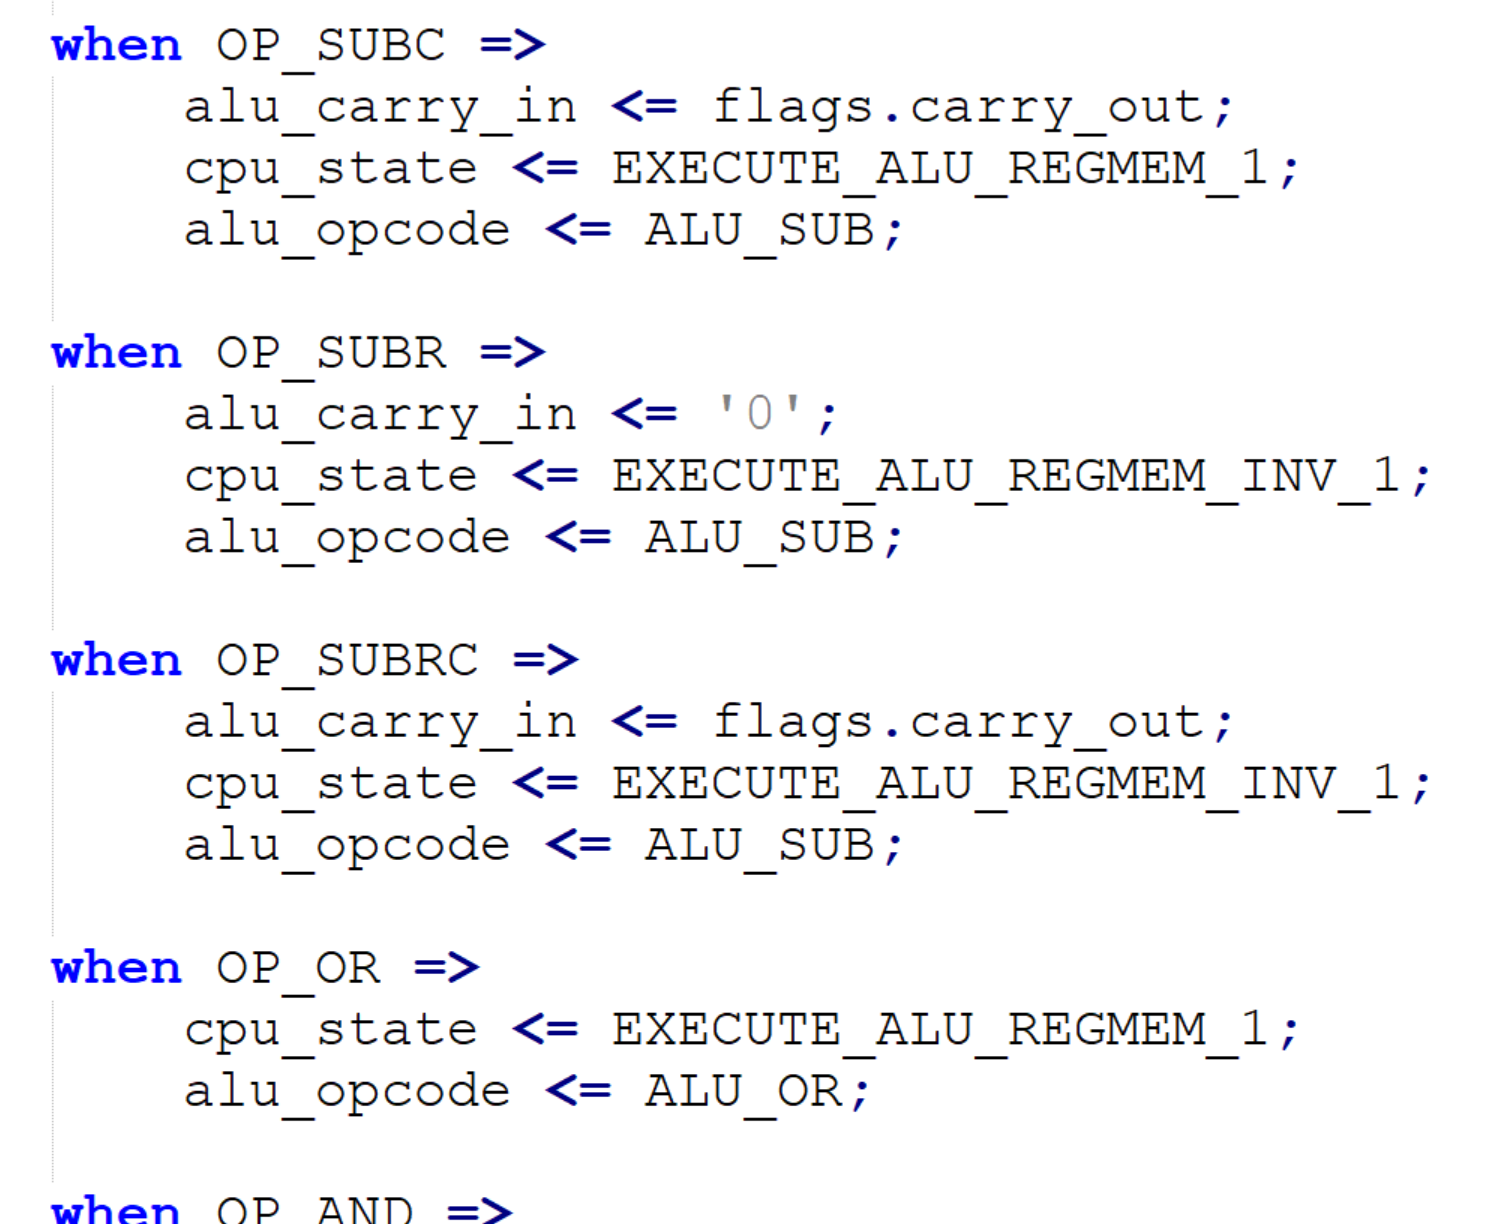 when OP_SUBC =>
    alu_carry_in <= flags.carry_out;
    cpu_state <= EXECUTE_ALU_REGMEM_1;
    alu_opcode <= ALU_SUB;

when OP_SUBR =>
    alu_carry_in <= '0';
    cpu_state <= EXECUTE_ALU_REGMEM_INV_1;
    alu_opcode <= ALU_SUB;

when OP_SUBRC =>
    alu_carry_in <= flags.carry_out;
    cpu_state <= EXECUTE_ALU_REGMEM_INV_1;
    alu_opcode <= ALU_SUB;

when OP_OR =>
    cpu_state <= EXECUTE_ALU_REGMEM_1;
    alu_opcode <= ALU_OR;

when OP_AND =>